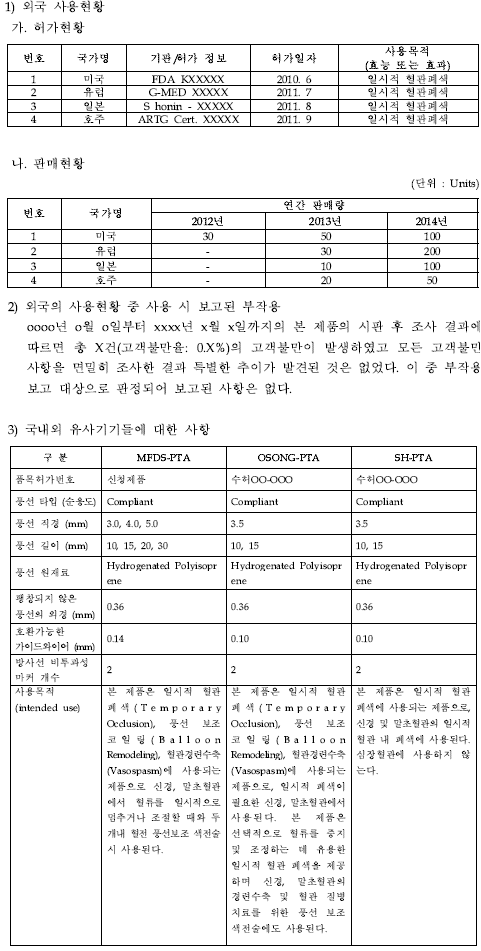 1) 외국 사용현황
가. 허가현황
번호 국가명 기관/허가 정보 허가일자 사용목적
(효능 또는 효과)
1 미국 FDA KXXXXX 2010. 6 일시적 혈관폐색
2 유럽 G-MED XXXXX 2011. 7 일시적 혈관폐색
3 일본 S honin - XXXXX 2011. 8 일시적 혈관폐색
4 호주 ARTG Cert. XXXXX 2011. 9 일시적 혈관폐색
나. 판매현황
(단위 : Units)
번호 국가명 연간 판매량
2012년 2013년 2014년
1 미국 30 50 100
2 유럽 - 30 200
3 일본 - 10 100
4 호주 - 20 50
2) 외국의 사용현황 중 사용 시 보고된 부작용
oooo년 o월 o일부터 xxxx년 x월 x일까지의 본 제품의 시판 후 조사 결과에
따르면 총 X건(고객불만율: 0.X%)의 고객불만이 발생하였고 모든 고객불만
사항을 면밀히 조사한 결과 특별한 추이가 발견된 것은 없었다. 이 중 부작용
보고 대상으로 판정되어 보고된 사항은 없다.
3) 국내외 유사기기들에 대한 사항
구 분 MFDS-PTA OSONG-PTA SH-PTA
품목허가번호 신청제품 수허OO-OOO 수허OO-OOO
풍선 타입 (순응도) Compliant Compliant Compliant
풍선 직경 (mm) 3.0, 4.0, 5.0 3.5 3.5
풍선 길이 (mm) 10, 15, 20, 30 10, 15 10, 15
풍선 원재료 Hydrogenated Polyisopr Hydrogenated Polyisopr Hydrogenated Polyisopr
ene ene ene
팽창되지 않은
풍선의 외경 (mm) 0.36 0.36 0.36
호환가능한
가이드와이어 (mm) 0.14 0.10 0.10
방사선 비투과성
마커 개수 2 2 2
사용목적
(intended use)
본 제품은 일시적 혈관
폐색(Temporary
Occlusion), 풍선 보조
코일링(Balloon
Remodeling), 혈관경련수축
(Vasospasm)에 사용되는
제품으로 신경, 말초혈관
에서 혈류를 일시적으로
멈추거나 조절할 때와 두
개내 혈전 풍선보조 색전술
시 사용된다.
본 제품은 일시적 혈관
폐색(Temporary
Occlusion), 풍선 보조
코일링(Balloon
Remodeling), 혈관경련수축
(Vasospasm)에 사용되는
제품으로, 일시적 폐색이
필요한 신경, 말초혈관에서
사용된다. 본 제품은
선택적으로 혈류를 중지
및 조정하는 데 유용한
일시적 혈관 폐색을 제공
하며 신경, 말초혈관의
경련수축 및 혈관 질병
치료를 위한 풍선 보조
색전술에도 사용된다.
본 제품은 일시적 혈관
폐색에 사용되는 제품으로,
신경 및 말초혈관의 일시적
혈관 내 폐색에 사용된다.
심장혈관에 사용하지 않
는다.